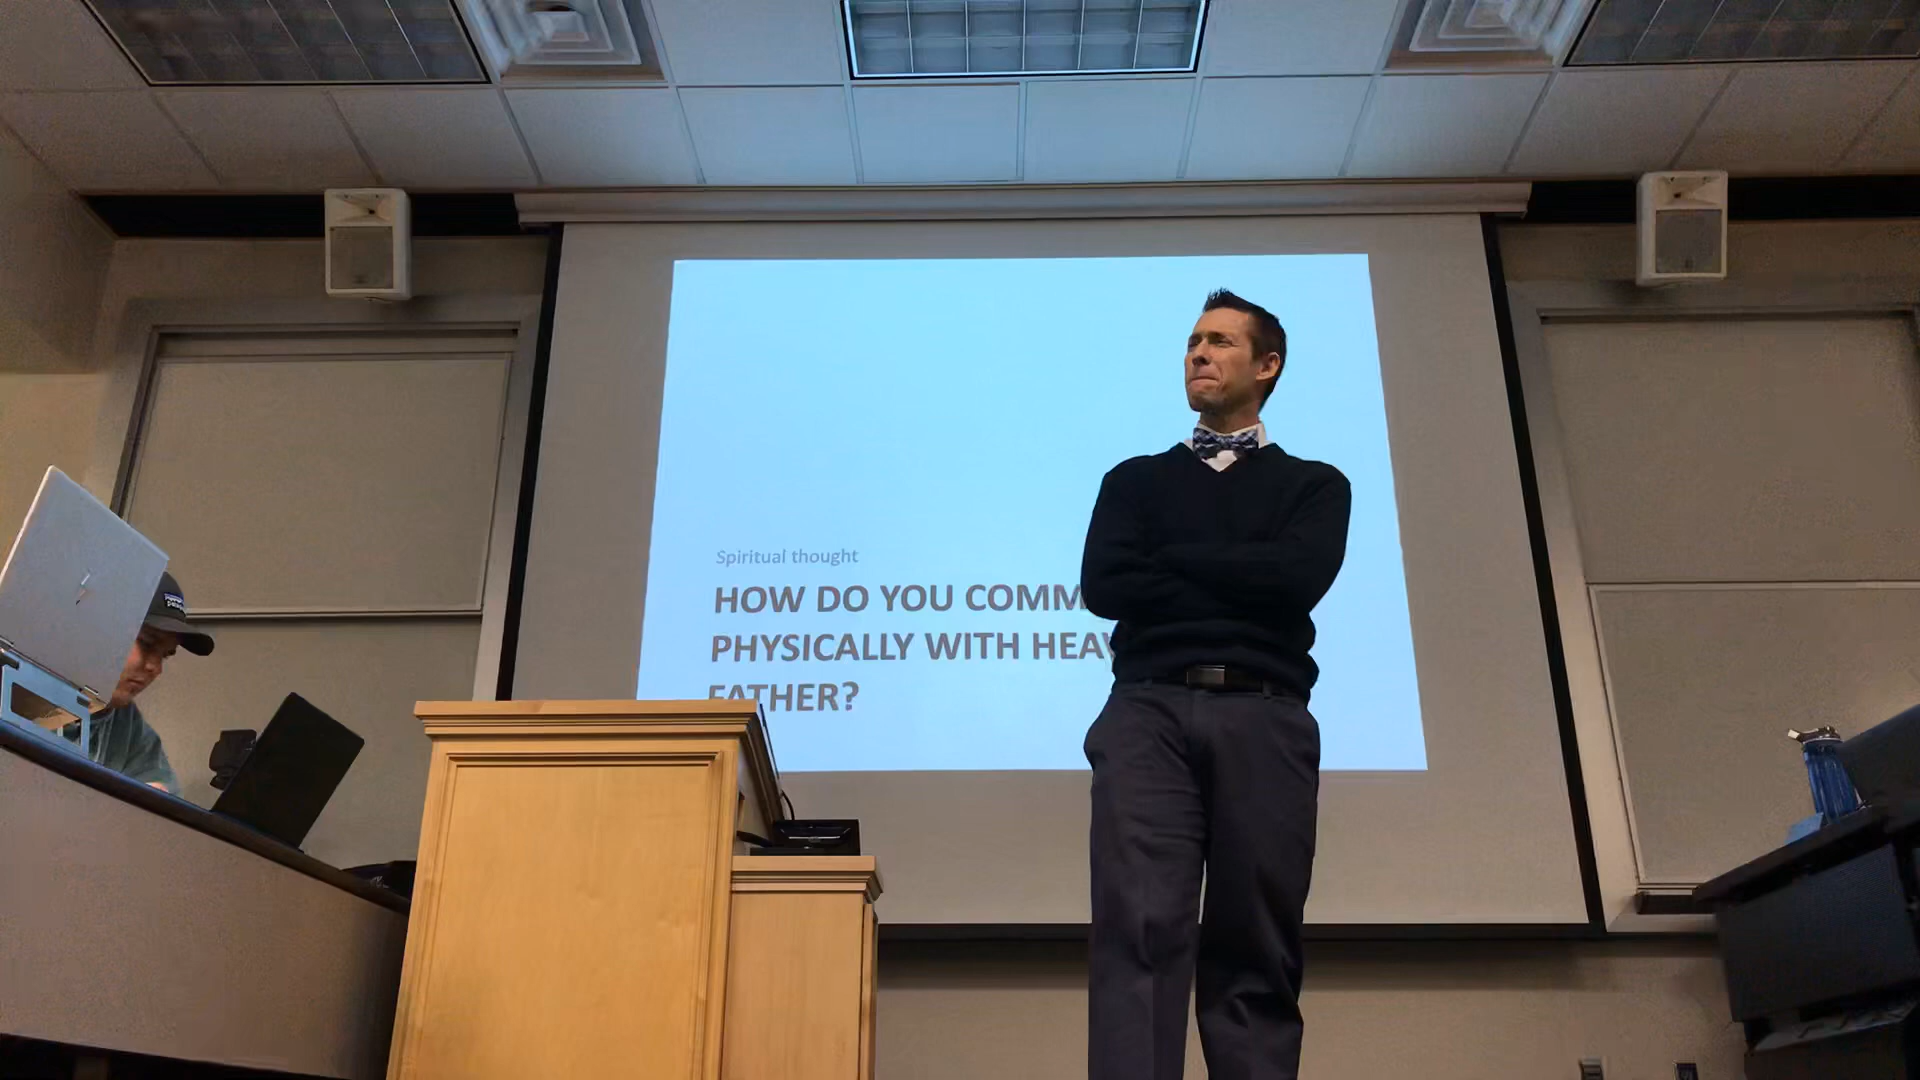 Spiritual thought
HOW DO YOU COMM
PHYSICALLY WITH HEAV
FATHER?